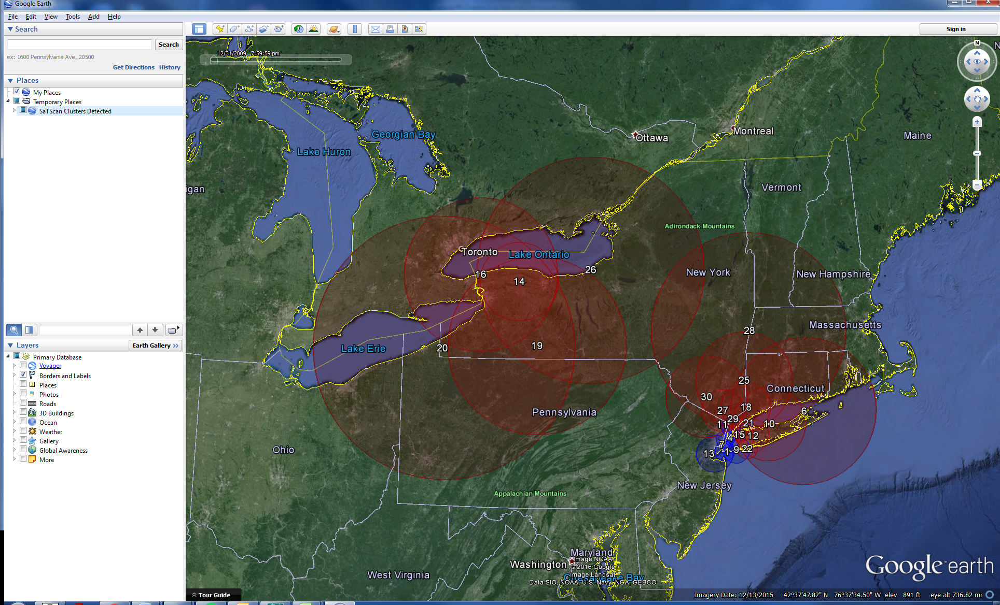 Google Earth
File Edit View Tools Add Help
Search
Search
ex: 1600 Pennsylvania Ave, 20500
Get Directions History
Places
My Places
Temporary Places
SaTScan Clusters Detected
Layers
Earth Gallery >>
Primary Database
Voyager
Borders and Labels
Places
Photos
Roads
3D Buildings
Ocean
Weather
Gallery
Global Awareness
More
Sign in
12/31/2009 7:59:59 pm
N
Ottawa
Montreal
Maine
Georgian Bay
Lake Huron
igan
Vermont
Adirondack Mountains
Toronto
Lake Ontario
26
New York
New Hampshire
16
14
Massachusetts
28
20
Lake Erie
19
25
Connecticut
30
Pennsylvania
27
18
6
29
11
21
10
4
15
12
7
13
1
9
22
Ohio
New Jersey
Appalachian Mountains
Maryland
Washington
Image NOAA
© 2016 Google
Image Landsat
Chesapeake Bay
West Virginia
Data SIO, NOAA, U.S. Navy, NGA, GEBCO
Google earth
Tour Guide
Imagery Date: 12/13/2015 42°37'47.82" N 76°37'34.50" W elev 891 ft eye alt 736.82 mi